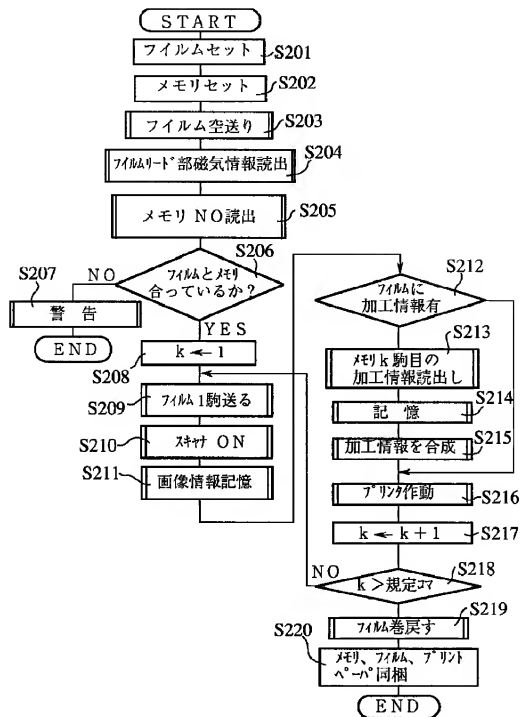 START
フイルムセット
S201
メモリセット
S202
フイルム空送り
S203
フイルムリード部磁気情報読出
S204
メモリ NO読出
S205
S206
フィルムとメモリ
合っているか?
NO
S207
警告
END
YES
k ← 1
S208
フィルム1駒送る
S209
スキャナ ON
S210
画像情報記憶
S211
フィルムに
加工情報有
S212
メモリk駒目の
加工情報読出し
S213
記憶
S214
加工情報を合成
S215
プリンタ作動
S216
k ← k + 1
S217
NO
k > 規定コマ
S218
フィルム巻戻す
S219
S220
メモリ、フィルム、プリント
ペーパ同梱
END